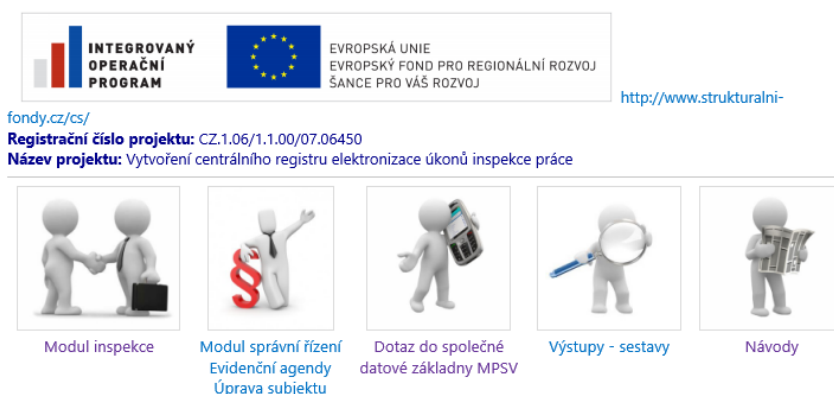 INTEGROVANÝ
OPERAČNÍ
PROGRAM
EVROPSKÁ UNIE
EVROPSKÝ FOND PRO REGIONÁLNÍ ROZVOJ
ŠANCE PRO VÁŠ ROZVOJ
http://www.strukturalni-
fondy.cz/cs/
Registrační číslo projektu: CZ.1.06/1.1.00/07.06450
Název projektu: Vytvoření centrálního registru elektronizace úkonů inspekce práce
Modul inspekce
Modul správní řízení
Evidenční agendy
Úprava subjektu
Dotaz do společné
datové základny MPSV
Výstupy - sestavy
Návody